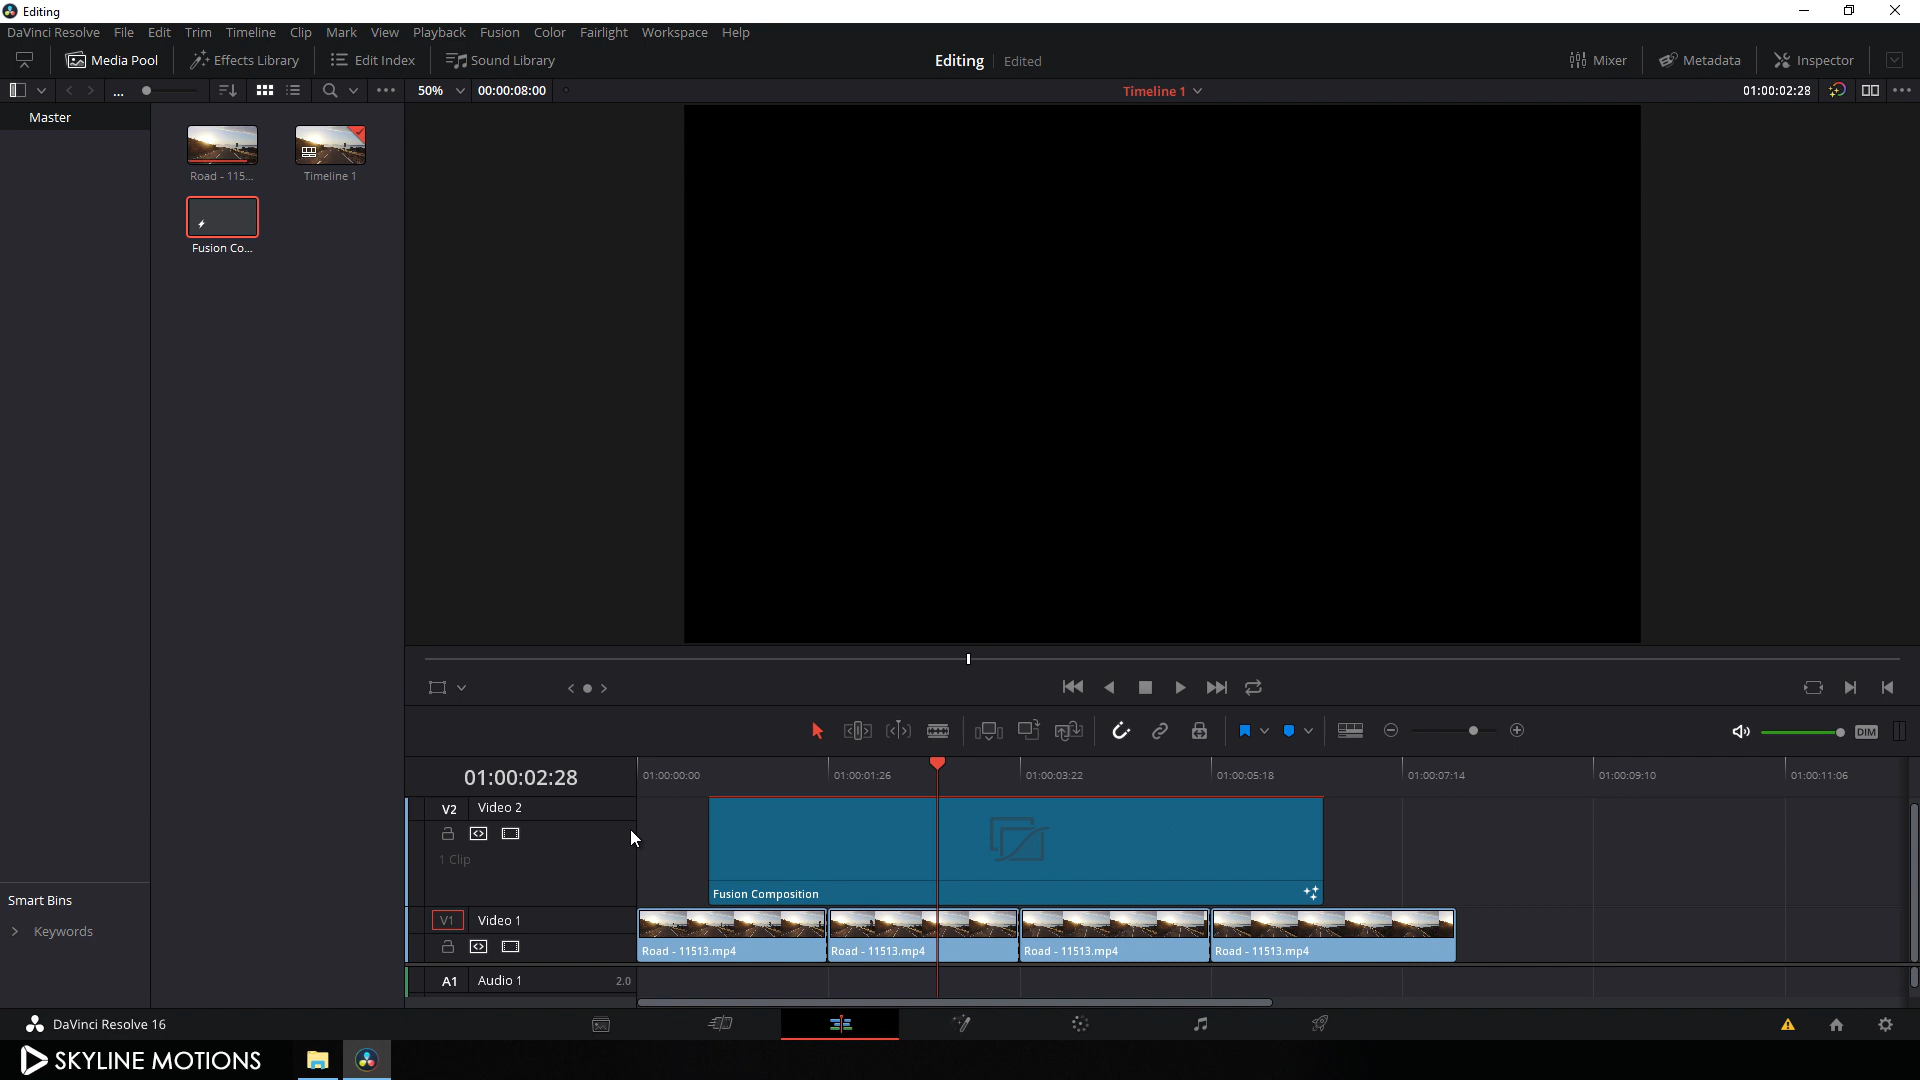 Editing
DaVinci Resolve File Edit Trim Timeline Clip Mark View Playback Fusion Color Fairlight Workspace Help
Media Pool Effects Library Edit Index Sound Library Editing Edited Mixer Metadata Inspector
... 50% 00:00:08:00 Timeline 1 01:00:02:28
Master
Road - 115... Timeline 1
Fusion Co...
DIM
01:00:02:28 01:00:00:00 01:00:01:26 01:00:03:22 01:00:05:18 01:00:07:14 01:00:09:10 01:00:11:06
V2 Video 2
1 Clip
Fusion Composition
Smart Bins
V1 Video 1
Keywords
Road - 11513.mp4 Road - 11513.mp4 Road - 11513.mp4 Road - 11513.mp4
A1 Audio 1 2.0
DaVinci Resolve 16
SKYLINE MOTIONS